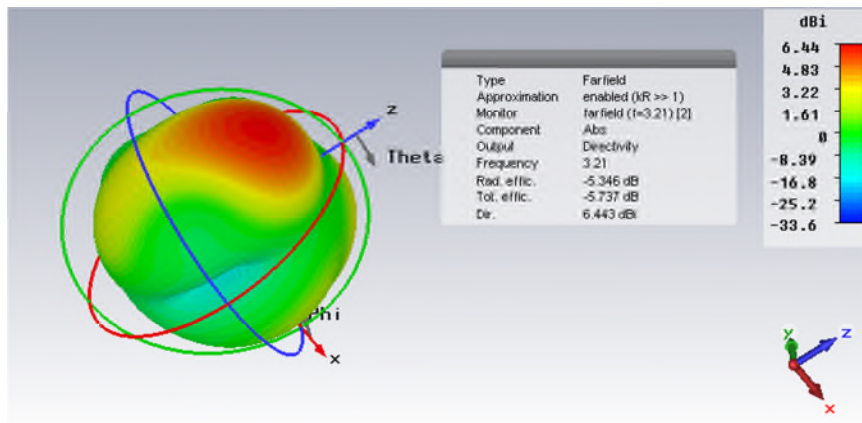 dBi
6.44
4.83
3.22
1.61
0
-8.39
-16.8
-25.2
-33.6
Type Farfield
Approximation enabled (kR >> 1)
Monitor farfield (f=3.21) [2]
Component Abs
Output Directivity
Frequency 3.21
Rad. effic. -5.346 dB
Tot. effic. -5.737 dB
Dir. 6.443 dBi
z
Theta
Phi
x
y
z
x